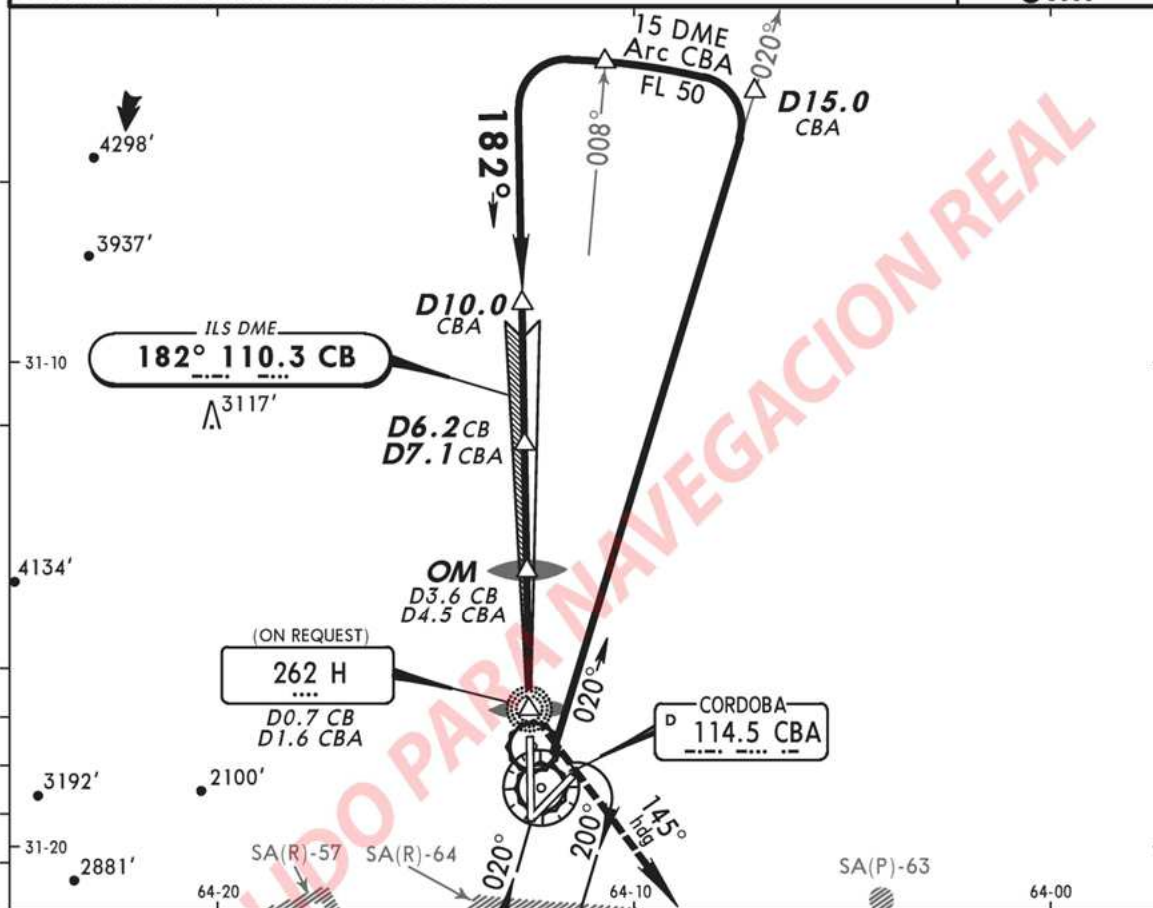 15 DME
Arc CBA
FL 50
020°
D15.0
CBA
182°
008°
4298'
3937'
D10.0
CBA
ILS DME
182° 110.3 CB
31-10
3117'
D6.2 CB
D7.1 CBA
4134'
OM
D3.6 CB
D4.5 CBA
(ON REQUEST)
262 H
D0.7 CB
D1.6 CBA
020°
CORDOBA
D 114.5 CBA
3192'
2100'
145°
hdg
200°
020°
31-20
2881'
SA(R)-57
SA(R)-64
SA(P)-63
64-20
64-10
64-00
LIDO PARA NAVEGACION REAL